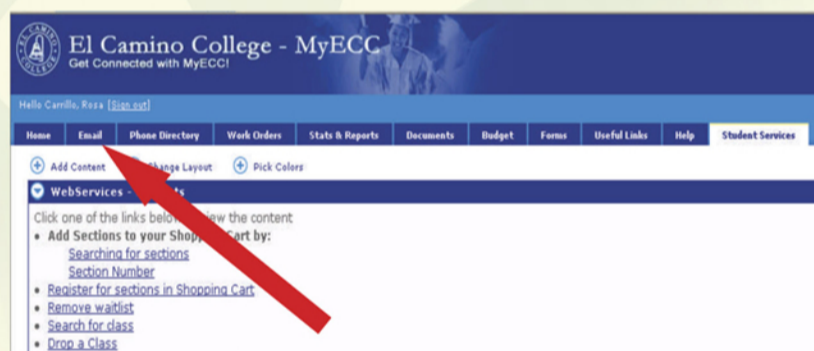 El Camino College - MyECC
Get Connected with MyECC!
Hello Carrillo, Rosa [Sign out]
Home Email Phone Directory Work Orders Stats & Reports Documents Budget Forms Useful Links Help Student Services
Add Content Change Layout Pick Colors
WebServices -
Click one of the links the content
Add Sections to your Cart by:
Searching for sections
Section Number
Register for sections in Shopping Cart
Remove waitlist
Search for class
Drop a Class